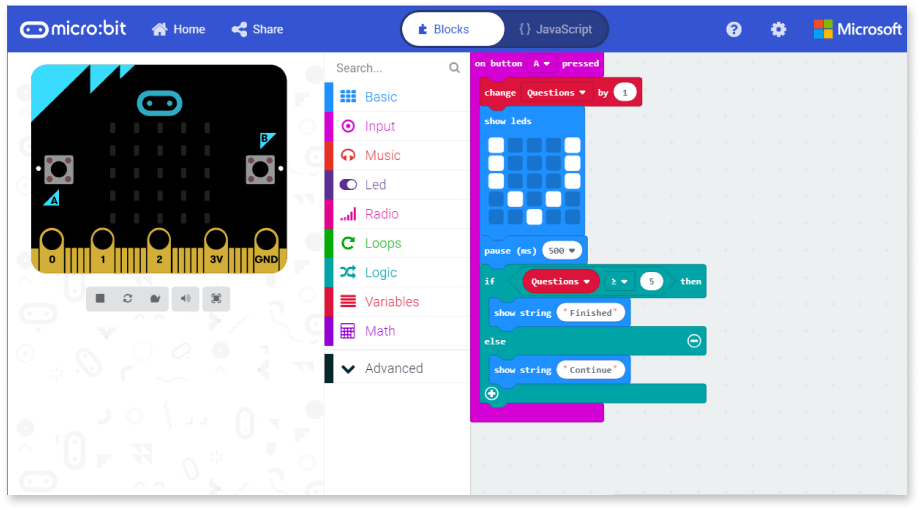 micro:bit Home Share Blocks {} JavaScript ? Microsoft
Search...
Basic
Input
Music
Led
Radio
Loops
Logic
Variables
Math
Advanced
B
A
0 1 2 3V GND
on button A pressed
change Questions by 1
show leds
pause (ms) 500
if Questions ≥ 5 then
show string "Finished"
else
show string "Continue"